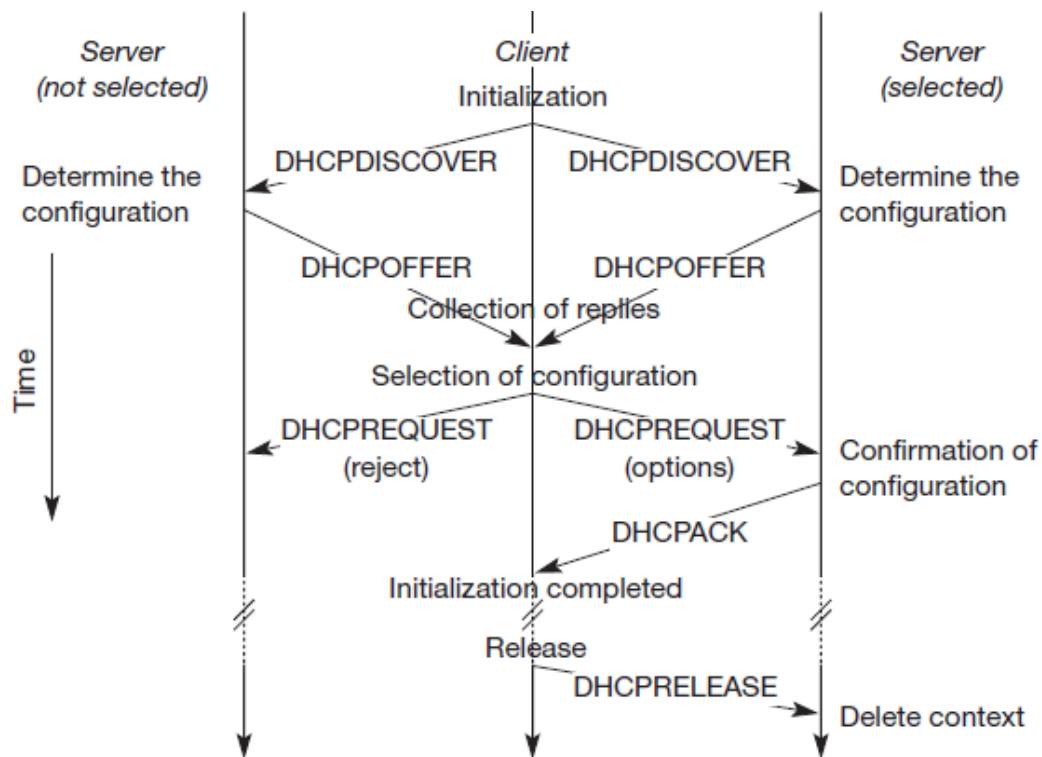 Server
(not selected)
Client
Server
(selected)
Initialization
DHCPDISCOVER
DHCPDISCOVER
Determine the
configuration
Determine the
configuration
DHCPOFFER
DHCPOFFER
Collection of replies
Time
Selection of configuration
DHCPREQUEST
(reject)
DHCPREQUEST
(options)
Confirmation of
configuration
DHCPACK
Initialization completed
Release
DHCPRELEASE
Delete context